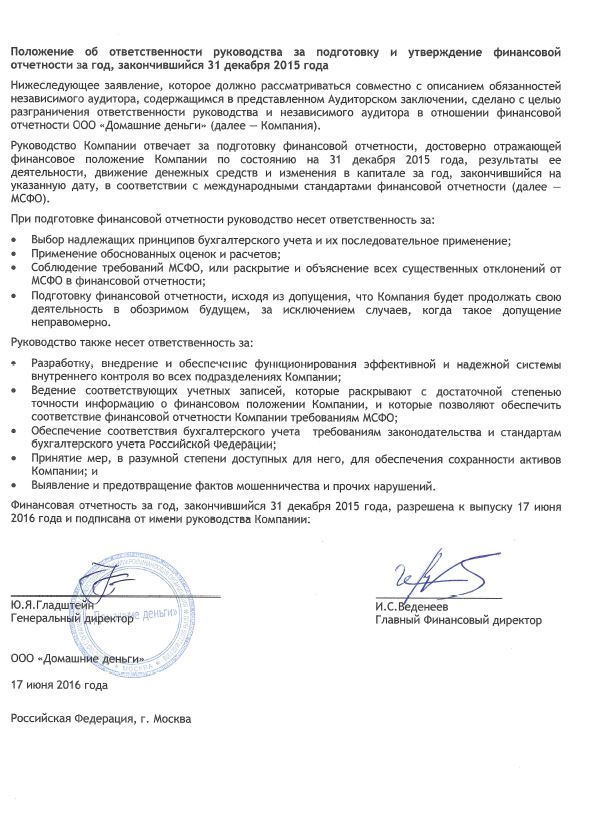 Положение об ответственности руководства за подготовку и утверждение финансовой
отчетности за год, закончившийся 31 декабря 2015 года
Нижеследующее заявление, которое должно рассматриваться совместно с описанием обязанностей
независимого аудитора, содержащимся в представленном Аудиторском заключении, сделано с целью
разграничения ответственности руководства и независимого аудитора в отношении финансовой
отчетности ООО «Домашние деньги» (далее — Компания).
Руководство Компании отвечает за подготовку финансовой отчетности, достоверно отражающей
финансовое положение Компании по состоянию на 31 декабря 2015 года, результаты ее
деятельности, движение денежных средств и изменения в капитале за год, закончившийся на
указанную дату, в соответствии с международными стандартами финансовой отчетности (далее —
МСФО).
При подготовке финансовой отчетности руководство несет ответственность за:
• Выбор надлежащих принципов бухгалтерского учета и их последовательное применение;
• Применение обоснованных оценок и расчетов;
• Соблюдение требований МСФО, или раскрытие и объяснение всех существенных отклонений от
МСФО в финансовой отчетности;
• Подготовку финансовой отчетности, исходя из допущения, что Компания будет продолжать свою
деятельность в обозримом будущем, за исключением случаев, когда такое допущение
неправомерно.
Руководство также несет ответственность за:
• Разработку, внедрение и обеспечение функционирования эффективной и надежной системы
внутреннего контроля во всех подразделениях Компании;
• Ведение соответствующих учетных записей, которые раскрывают с достаточной степенью
точности информацию о финансовом положении Компании, и которые позволяют обеспечить
соответствие финансовой отчетности Компании требованиям МСФО;
• Обеспечение соответствия бухгалтерского учета требованиям законодательства и стандартам
бухгалтерского учета Российской Федерации;
• Принятие мер, в разумной степени доступных для него, для обеспечения сохранности активов
Компании; и
• Выявление и предотвращение фактов мошенничества и прочих нарушений.
Финансовая отчетность за год, закончившийся 31 декабря 2015 года, разрешена к выпуску 17 июня
2016 года и подписана от имени руководства Компании:
Ю.Я.Гладштейн
Генеральный директор
деньги»
МОСКВА
И.С.Веденеев
Главный Финансовый директор
ООО «Домашние деньги»
17 июня 2016 года
Российская Федерация, г. Москва